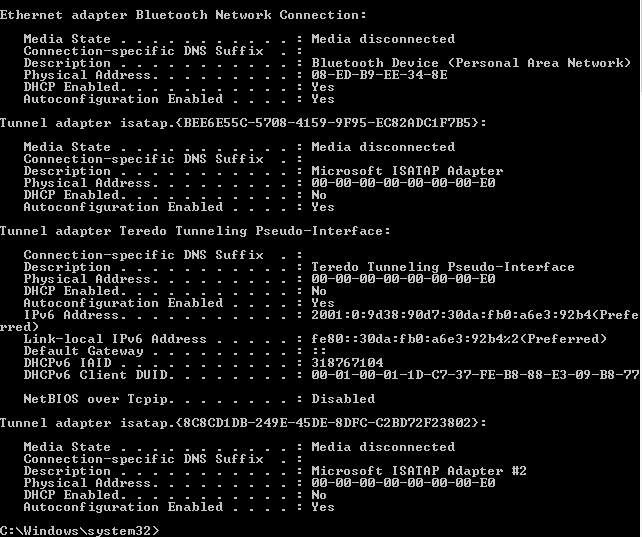 Ethernet adapter Bluetooth Network Connection:
Media State . . . . . . . . . . . : Media disconnected
Connection-specific DNS Suffix  . :
Description . . . . . . . . . . . : Bluetooth Device (Personal Area Network)
Physical Address. . . . . . . . . : 08-ED-B9-EE-34-8E
DHCP Enabled. . . . . . . . . . . : Yes
Autoconfiguration Enabled . . . . : Yes
Tunnel adapter isatap.{BEE6E55C-5708-4159-9F95-EC82ADC1F7B5}:
Media State . . . . . . . . . . . : Media disconnected
Connection-specific DNS Suffix  . :
Description . . . . . . . . . . . : Microsoft ISATAP Adapter
Physical Address. . . . . . . . . : 00-00-00-00-00-00-00-E0
DHCP Enabled. . . . . . . . . . . : No
Autoconfiguration Enabled . . . . : Yes
Tunnel adapter Teredo Tunneling Pseudo-Interface:
Connection-specific DNS Suffix  . :
Description . . . . . . . . . . . : Teredo Tunneling Pseudo-Interface
Physical Address. . . . . . . . . : 00-00-00-00-00-00-00-E0
DHCP Enabled. . . . . . . . . . . : No
Autoconfiguration Enabled . . . . : Yes
IPv6 Address. . . . . . . . . . . : 2001:0:9d38:90d7:30da:fb0:a6e3:92b4(Prefe
rred)
Link-local IPv6 Address . . . . . : fe80::30da:fb0:a6e3:92b4%2(Preferred)
Default Gateway . . . . . . . . . : ::
DHCPv6 IAID . . . . . . . . . . . : 318767104
DHCPv6 Client DUID. . . . . . . . : 00-01-00-01-1D-C7-37-FE-B8-88-E3-09-B8-77
NetBIOS over Tcpip. . . . . . . . : Disabled
Tunnel adapter isatap.{8C8CD1DB-249E-45DE-8DFC-C2BD72F23802}:
Media State . . . . . . . . . . . : Media disconnected
Connection-specific DNS Suffix  . :
Description . . . . . . . . . . . : Microsoft ISATAP Adapter #2
Physical Address. . . . . . . . . : 00-00-00-00-00-00-00-E0
DHCP Enabled. . . . . . . . . . . : No
Autoconfiguration Enabled . . . . : Yes
C:\Windows\system32>